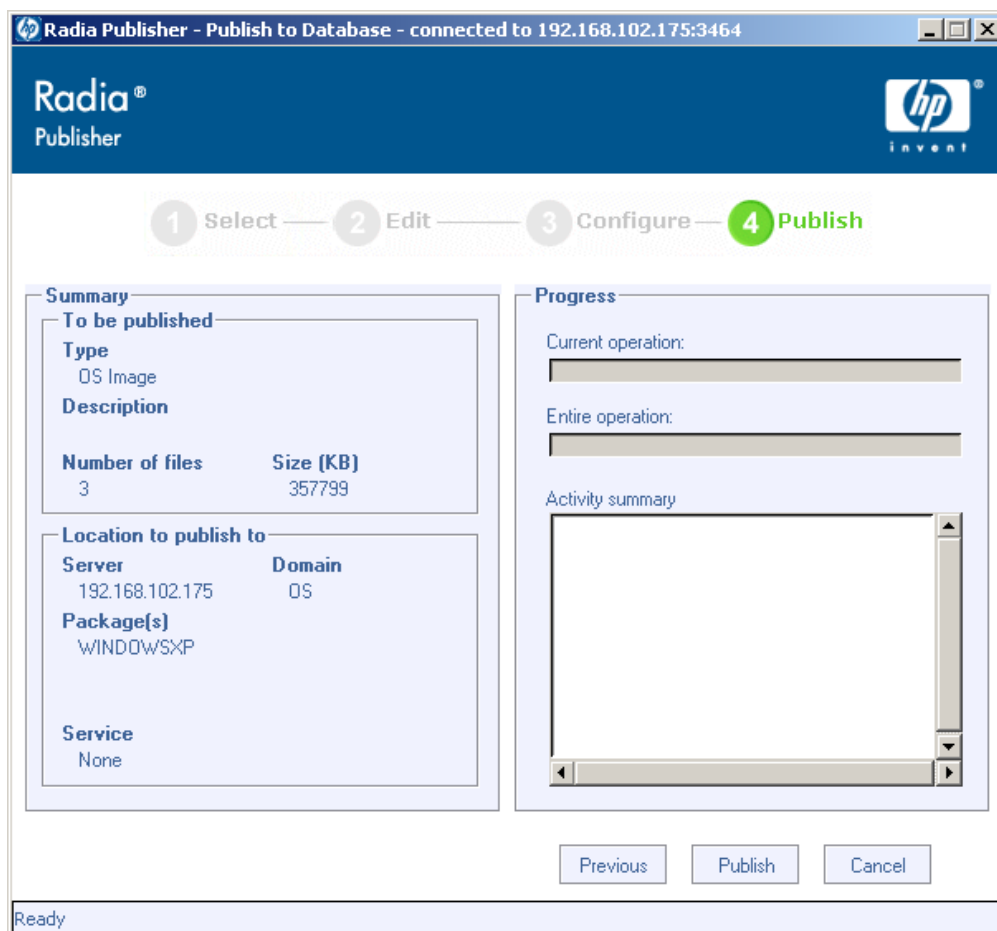 Radia Publisher - Publish to Database - connected to 192.168.102.175:3464
Radia ®
Publisher
hp ®
invent
1 Select 2 Edit 3 Configure 4 Publish
Summary
To be published
Type
OS Image
Description
Number of files Size (KB)
3 357799
Location to publish to
Server Domain
192.168.102.175 OS
Package(s)
WINDOWSXP
Service
None
Progress
Current operation:
Entire operation:
Activity summary
Previous Publish Cancel
Ready